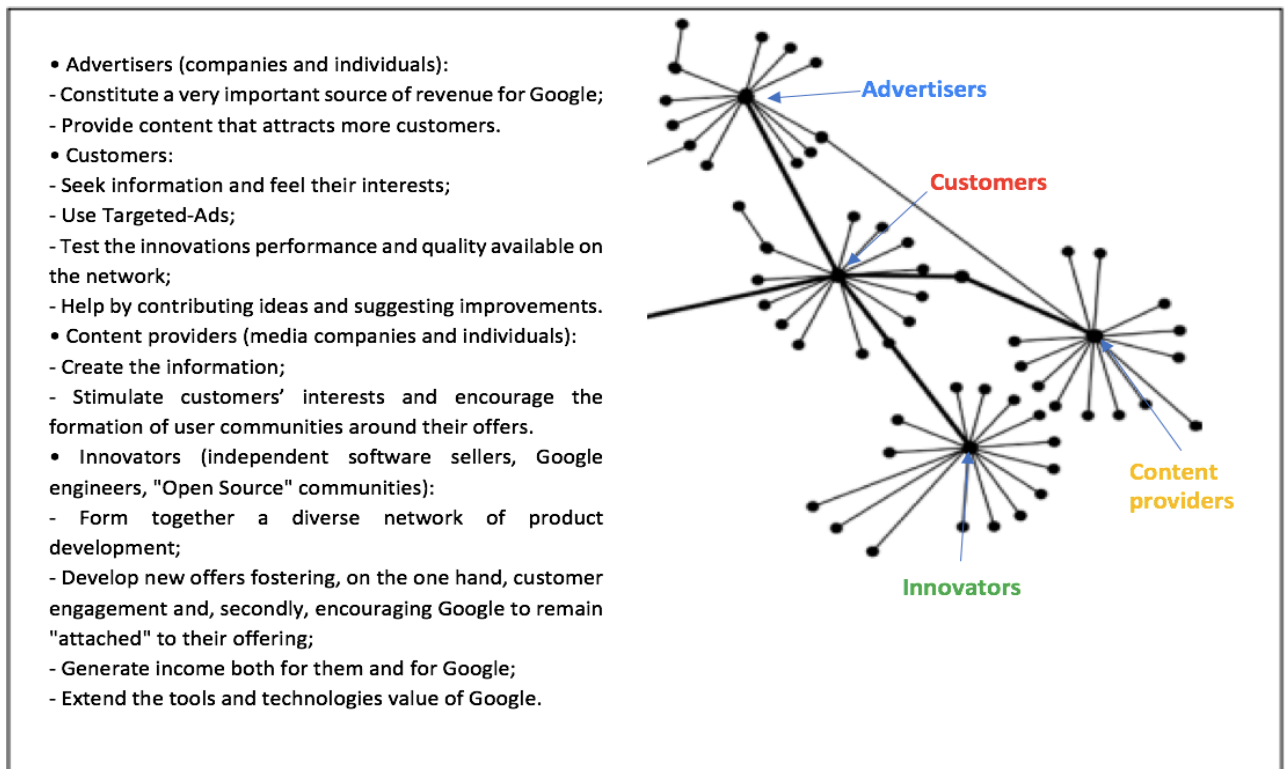 • Advertisers (companies and individuals):
- Constitute a very important source of revenue for Google;
- Provide content that attracts more customers.
• Customers:
- Seek information and feel their interests;
- Use Targeted-Ads;
- Test the innovations performance and quality available on
the network;
- Help by contributing ideas and suggesting improvements.
• Content providers (media companies and individuals):
- Create the information;
- Stimulate customers’ interests and encourage the
formation of user communities around their offers.
• Innovators (independent software sellers, Google
engineers, "Open Source" communities):
- Form together a diverse network of product
development;
- Develop new offers fostering, on the one hand, customer
engagement and, secondly, encouraging Google to remain
"attached" to their offering;
- Generate income both for them and for Google;
- Extend the tools and technologies value of Google.
Advertisers
Customers
Content
providers
Innovators